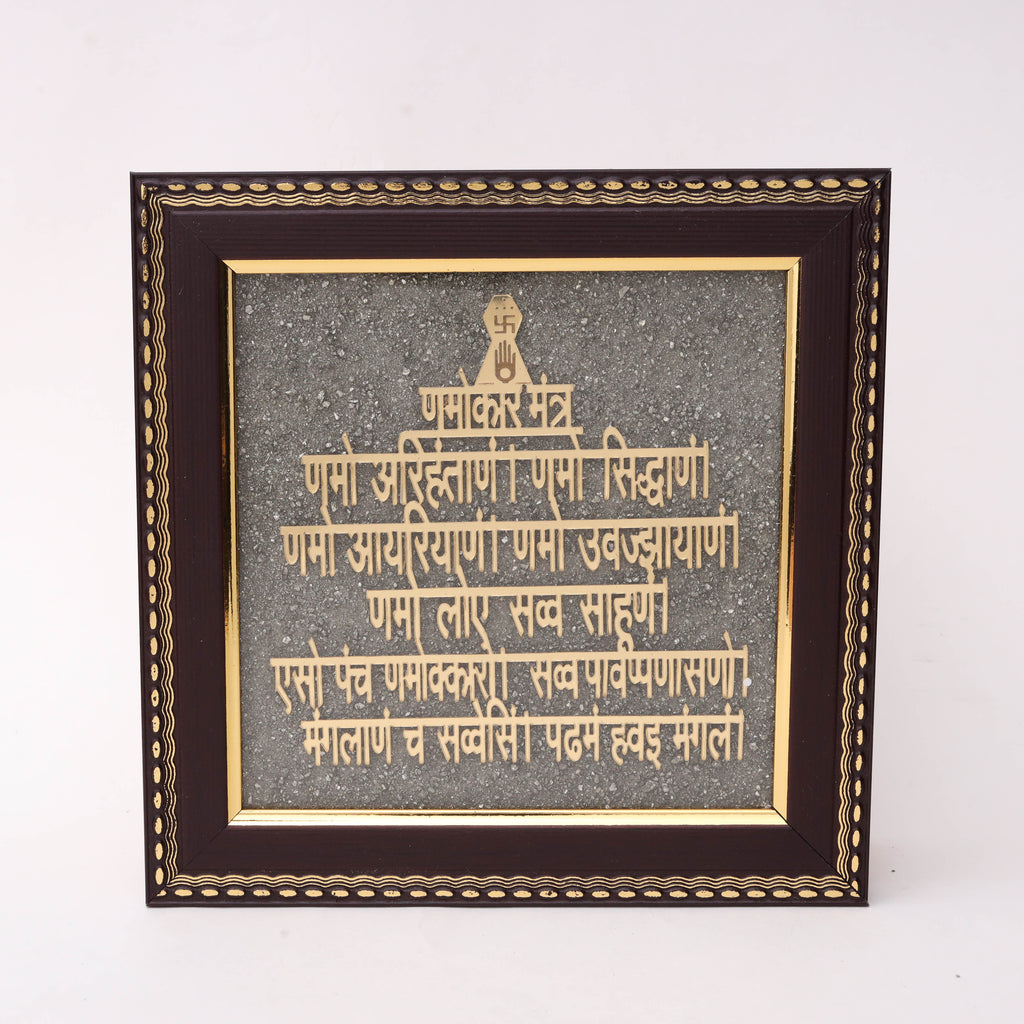 णमोकार मंत्र
णमो अरिहंताणं। णमो सिद्धाणं।
णमो आयरियाणं। णमो उवज्झायाणं।
णमो लोए सव्व साहूणं।
एसो पंच णमोक्कारो। सव्व पावप्पणासणो।
मंगलाणं च सव्वेसिं। पढमं हवइ मंगलं।